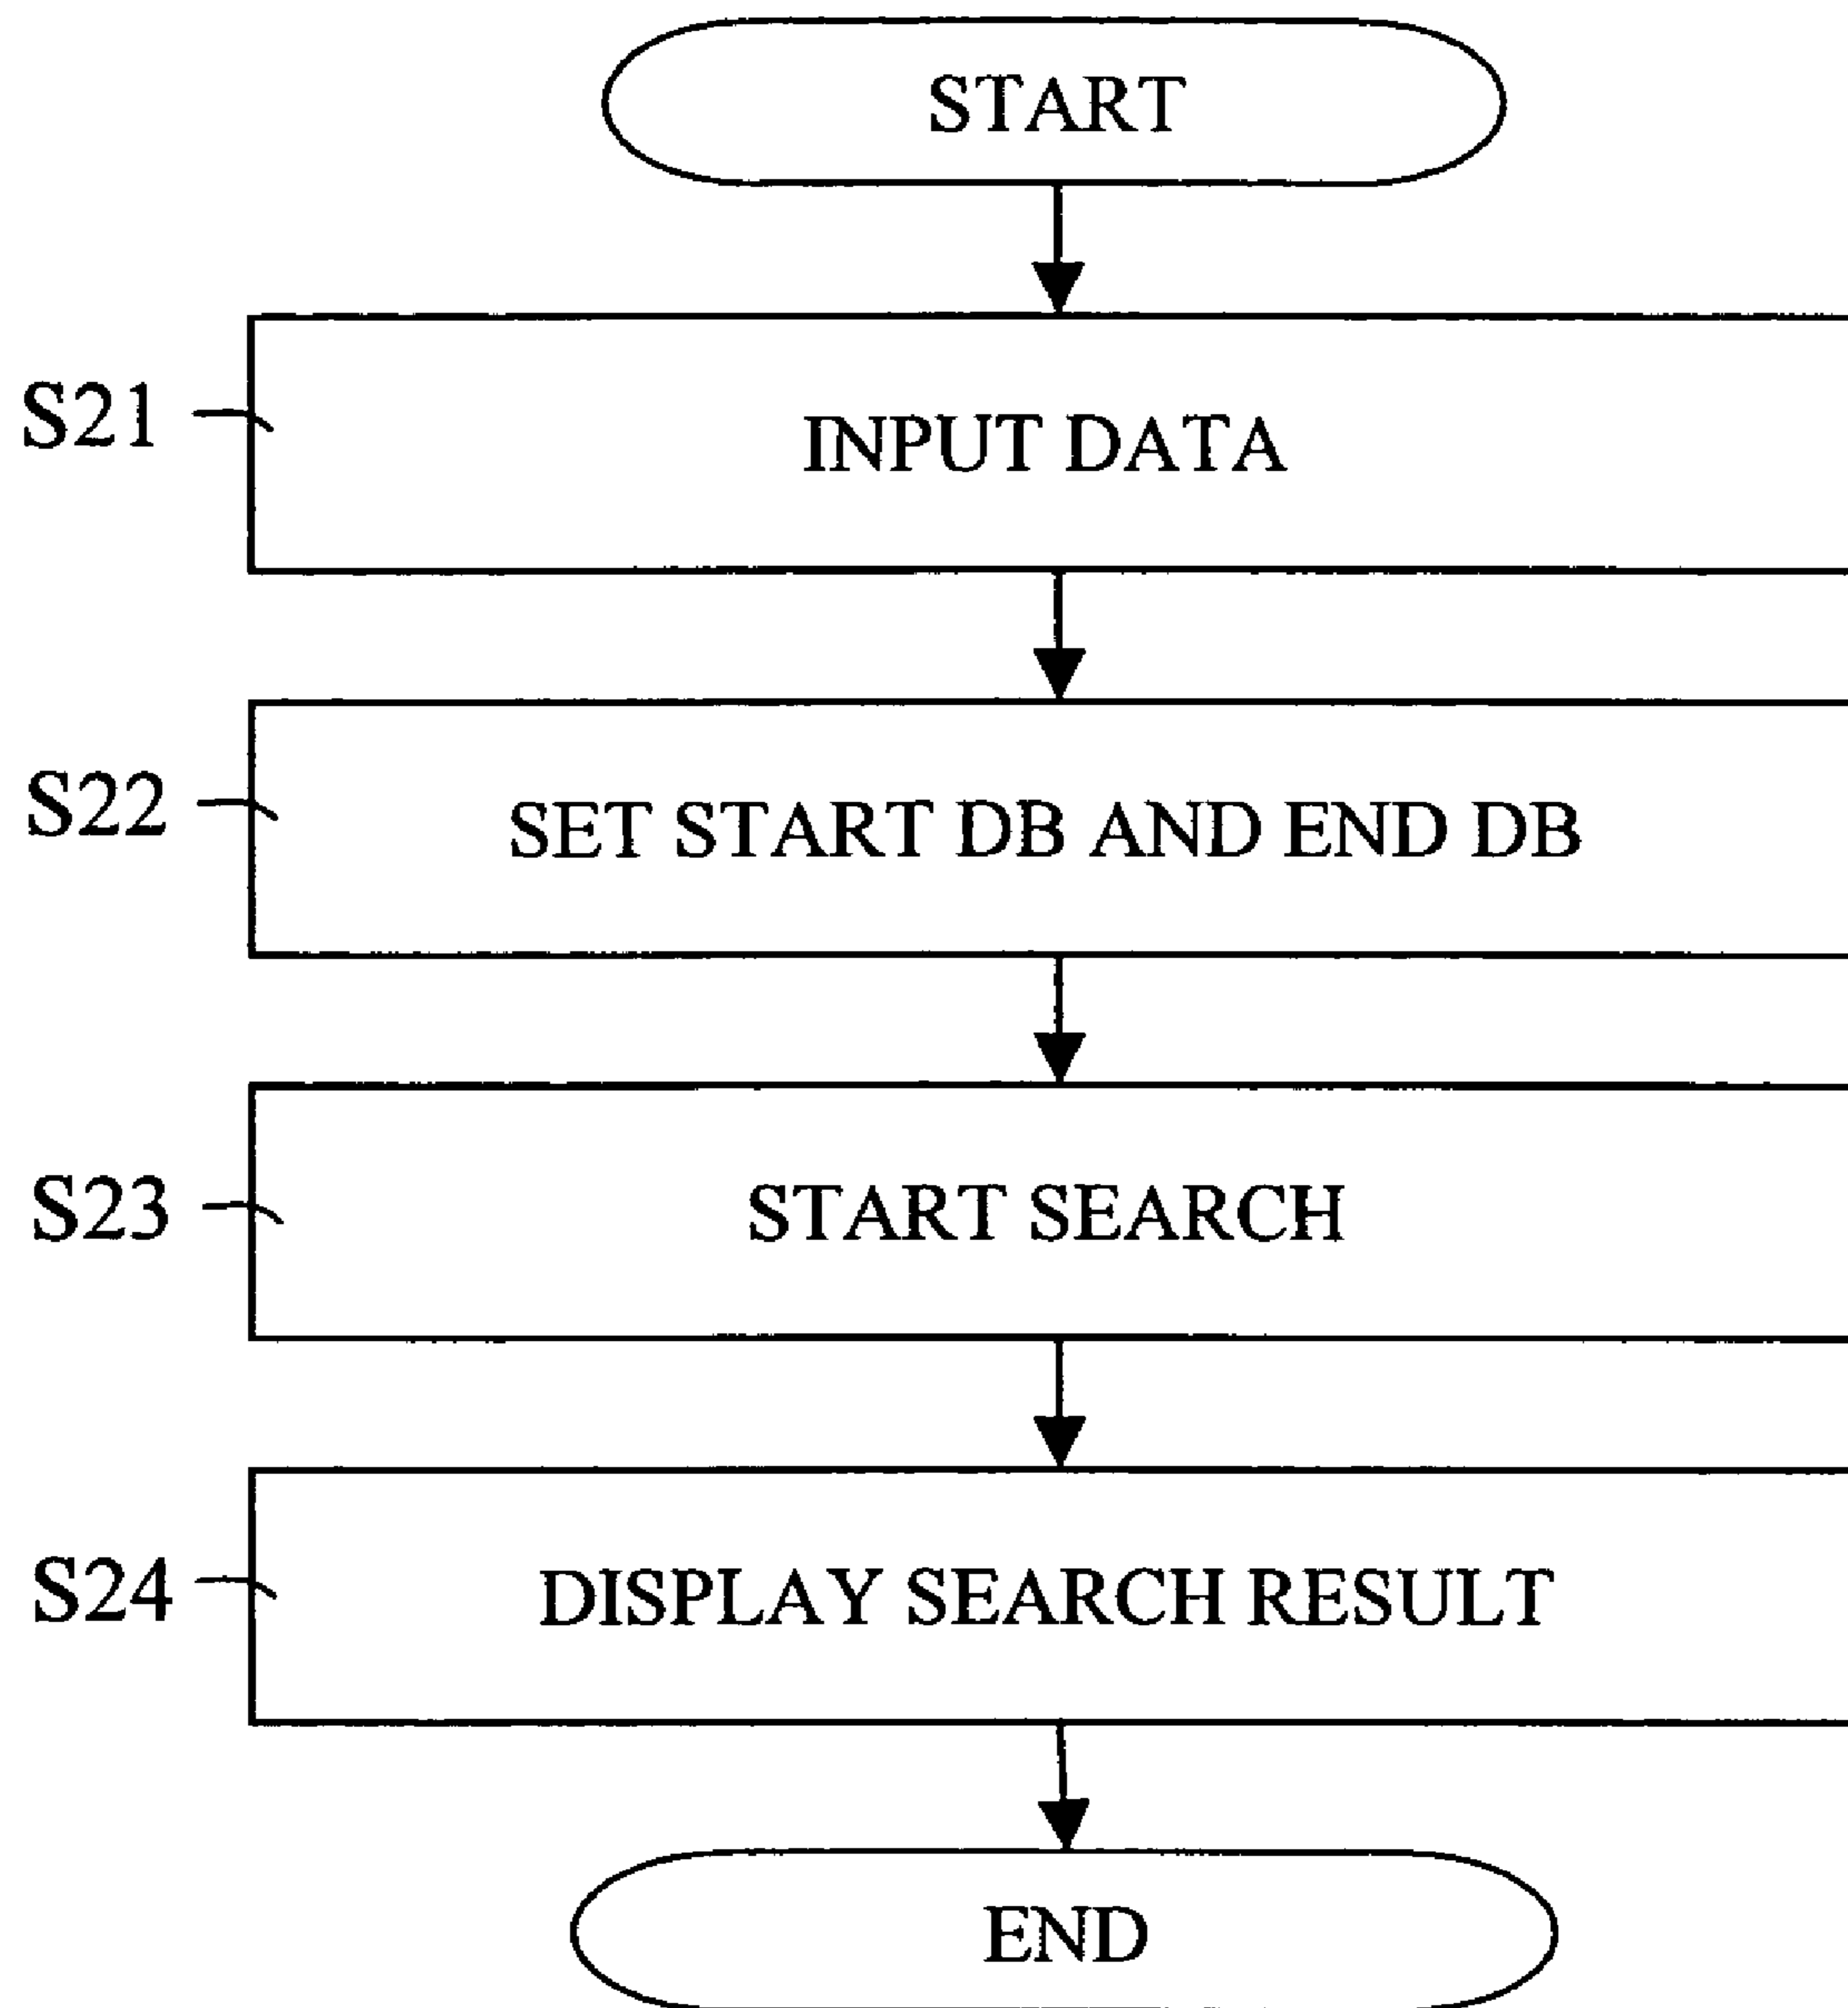 START
S21 INPUT DATA
S22 SET START DB AND END DB
S23 START SEARCH
S24 DISPLAY SEARCH RESULT
END